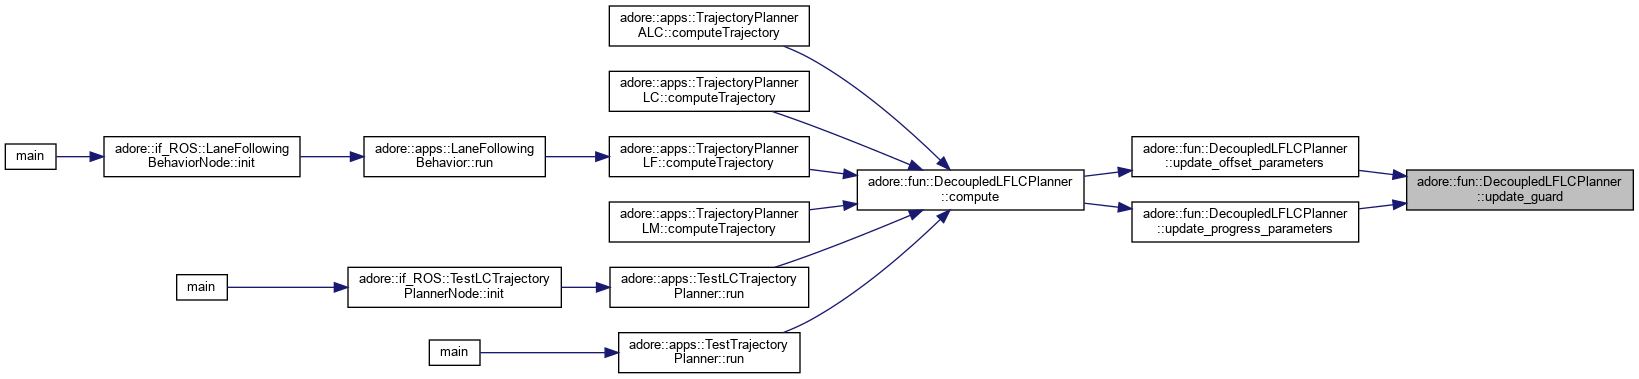 adore::apps::TrajectoryPlanner
ALC::computeTrajectory
adore::apps::TrajectoryPlanner
LC::computeTrajectory
main
adore::if_ROS::LaneFollowing
BehaviorNode::init
adore::apps::LaneFollowing
Behavior::run
adore::apps::TrajectoryPlanner
LF::computeTrajectory
adore::fun::DecoupledLFLCPlanner
::compute
adore::fun::DecoupledLFLCPlanner
::update_offset_parameters
adore::fun::DecoupledLFLCPlanner
::update_guard
adore::apps::TrajectoryPlanner
LM::computeTrajectory
adore::fun::DecoupledLFLCPlanner
::update_progress_parameters
main
adore::if_ROS::TestLCTrajectory
PlannerNode::init
adore::apps::TestLCTrajectory
Planner::run
main
adore::apps::TestTrajectory
Planner::run